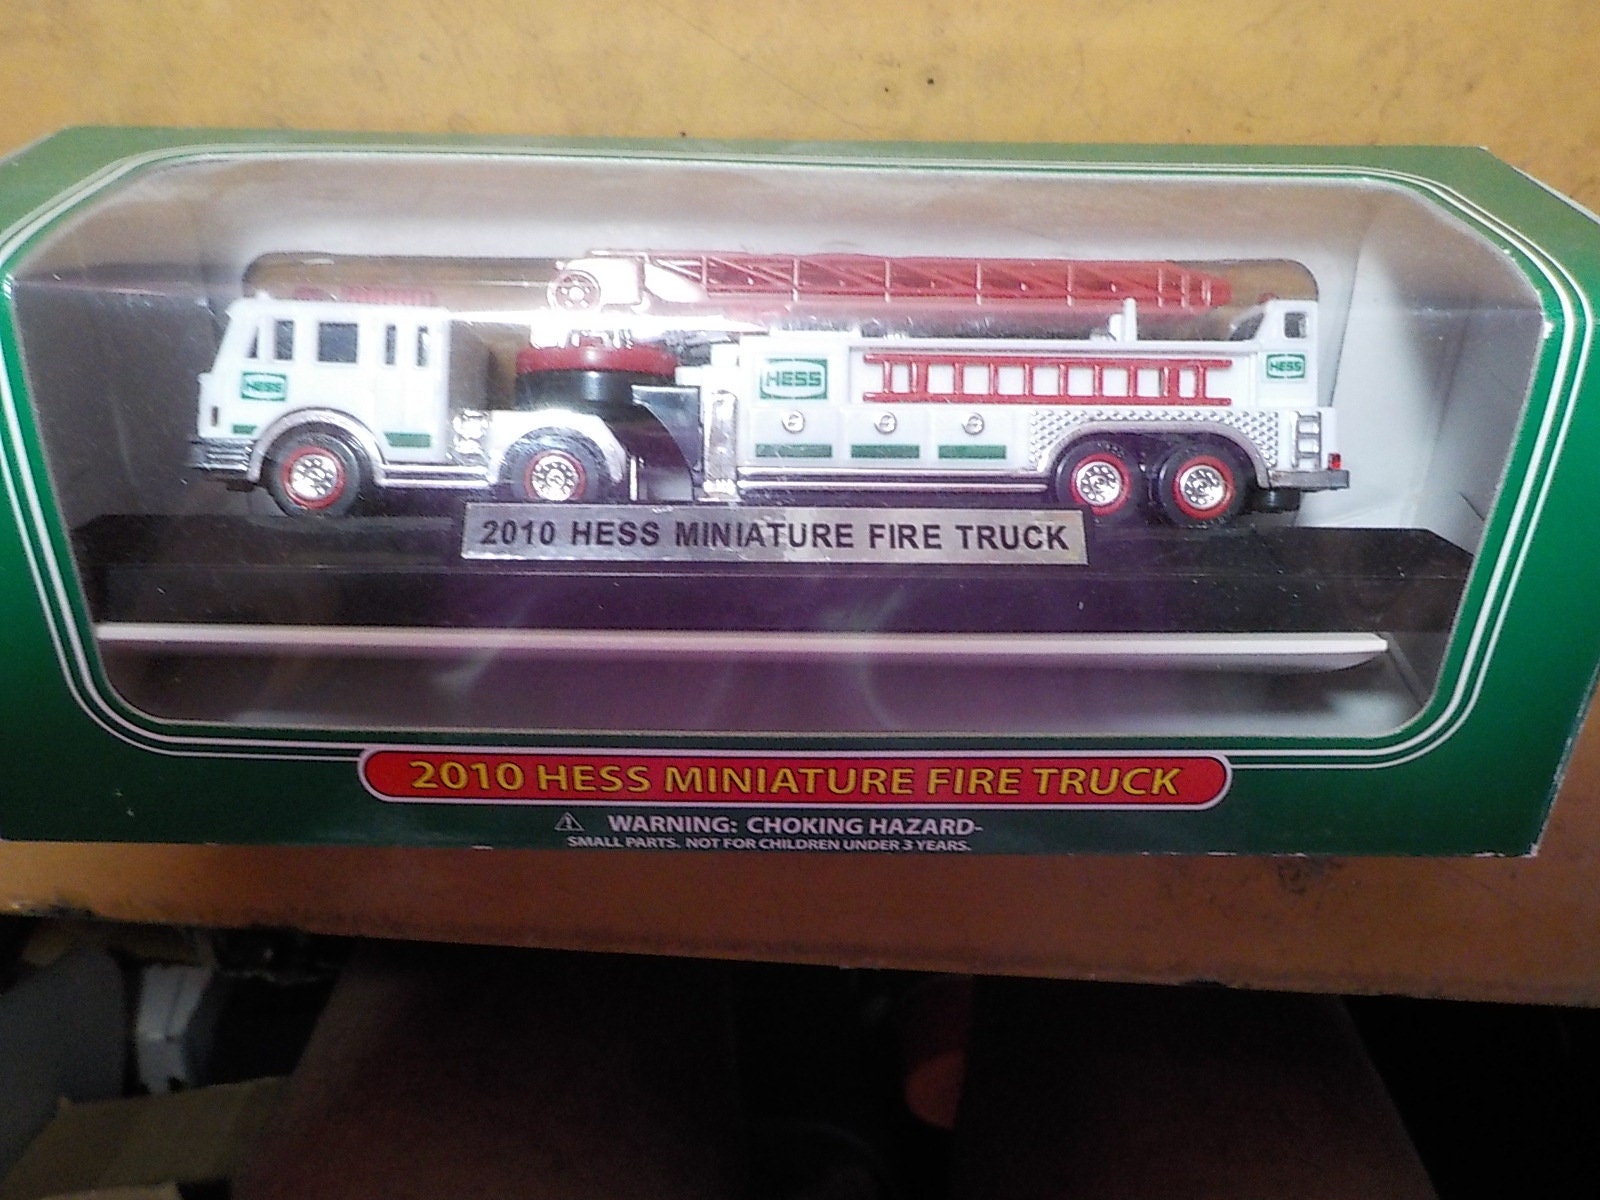 HESS
HESS
HESS
2010 HESS MINIATURE FIRE TRUCK
2010 HESS MINIATURE FIRE TRUCK
WARNING: CHOKING HAZARD-
SMALL PARTS. NOT FOR CHILDREN UNDER 3 YEARS.